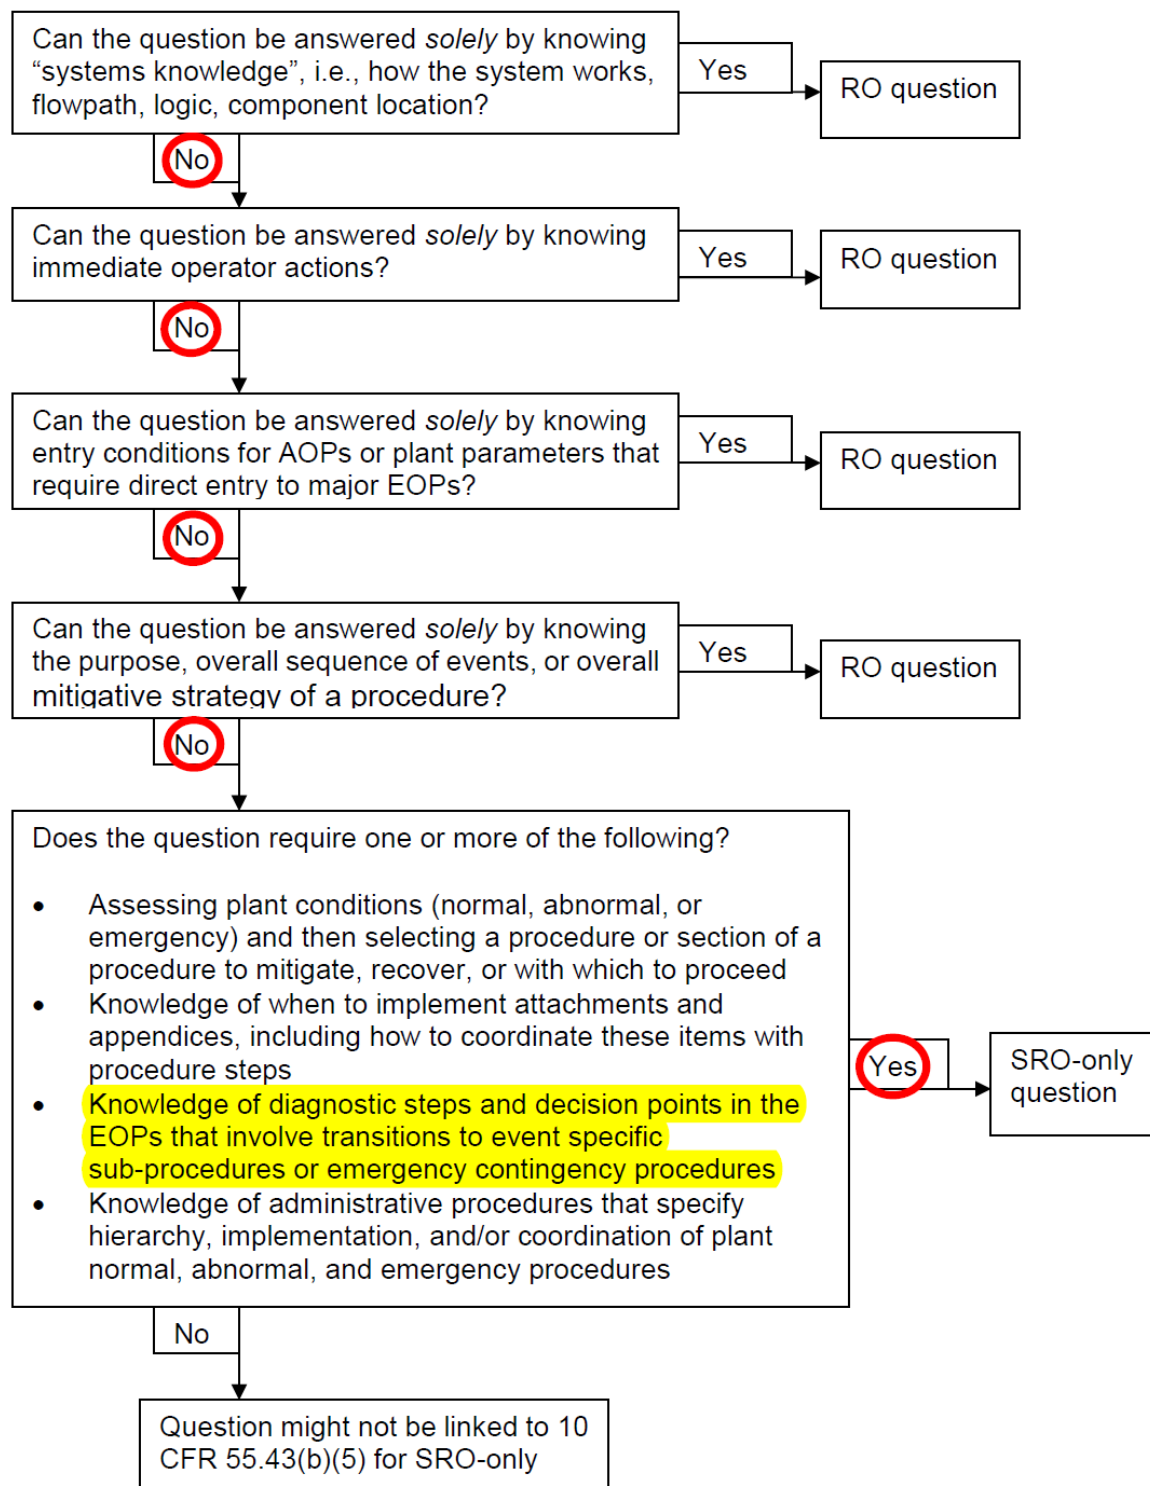 Can the question be answered solely by knowing
“systems knowledge”, i.e., how the system works,
flowpath, logic, component location?
Yes
RO question
No
Can the question be answered solely by knowing
immediate operator actions?
Yes
RO question
No
Can the question be answered solely by knowing
entry conditions for AOPs or plant parameters that
require direct entry to major EOPs?
Yes
RO question
No
Can the question be answered solely by knowing
the purpose, overall sequence of events, or overall
mitigative strategy of a procedure?
Yes
RO question
No
Does the question require one or more of the following?
• Assessing plant conditions (normal, abnormal, or
emergency) and then selecting a procedure or section of a
procedure to mitigate, recover, or with which to proceed
• Knowledge of when to implement attachments and
appendices, including how to coordinate these items with
procedure steps
• Knowledge of diagnostic steps and decision points in the
EOPs that involve transitions to event specific
sub-procedures or emergency contingency procedures
• Knowledge of administrative procedures that specify
hierarchy, implementation, and/or coordination of plant
normal, abnormal, and emergency procedures
Yes
SRO-only
question
No
Question might not be linked to 10
CFR 55.43(b)(5) for SRO-only